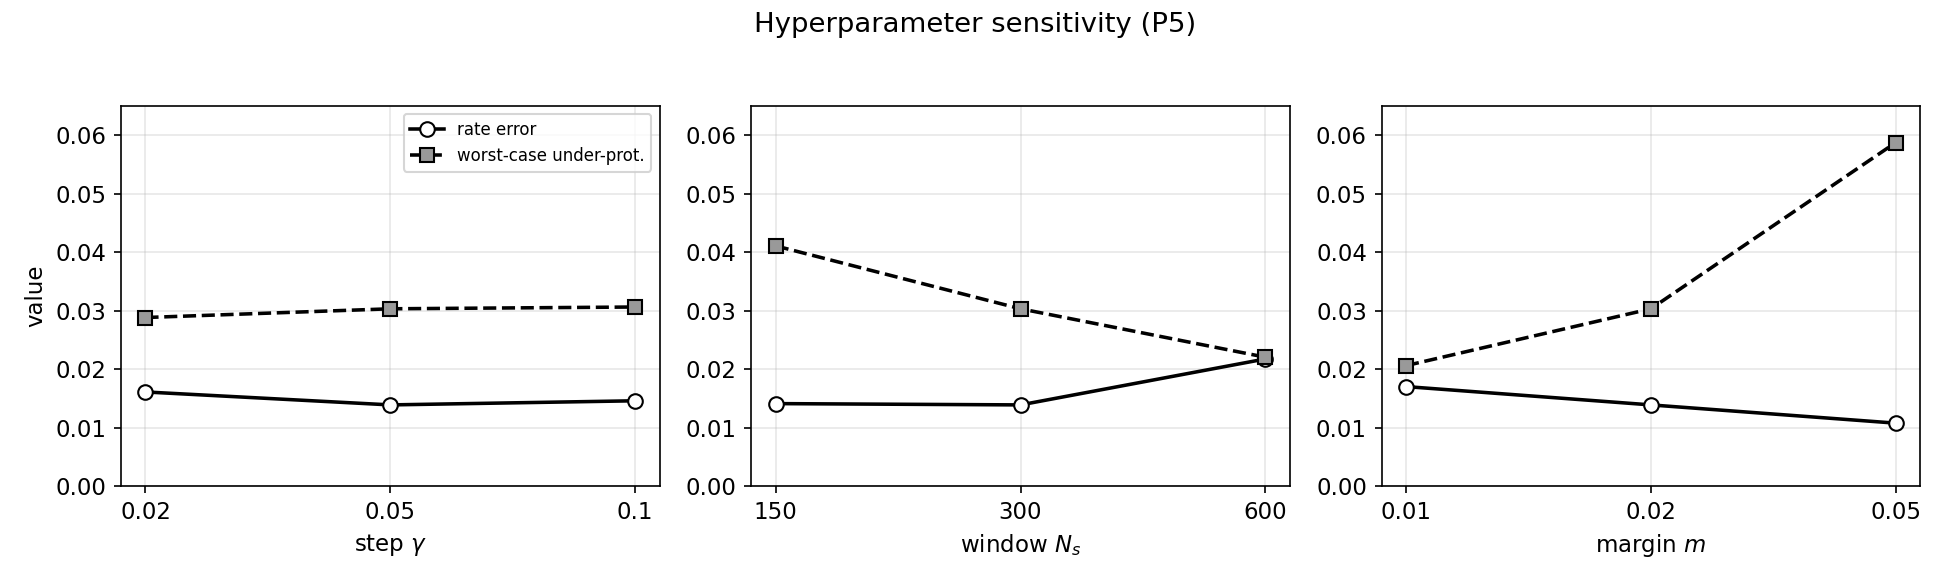 Hyperparameter sensitivity (P5)
value
0.06
0.05
0.04
0.03
0.02
0.01
0.00
rate error
worst-case under-prot.
0.02 0.05 0.1
step γ
0.06
0.05
0.04
0.03
0.02
0.01
0.00
150 300 600
window Nₛ
0.06
0.05
0.04
0.03
0.02
0.01
0.00
0.01 0.02 0.05
margin m